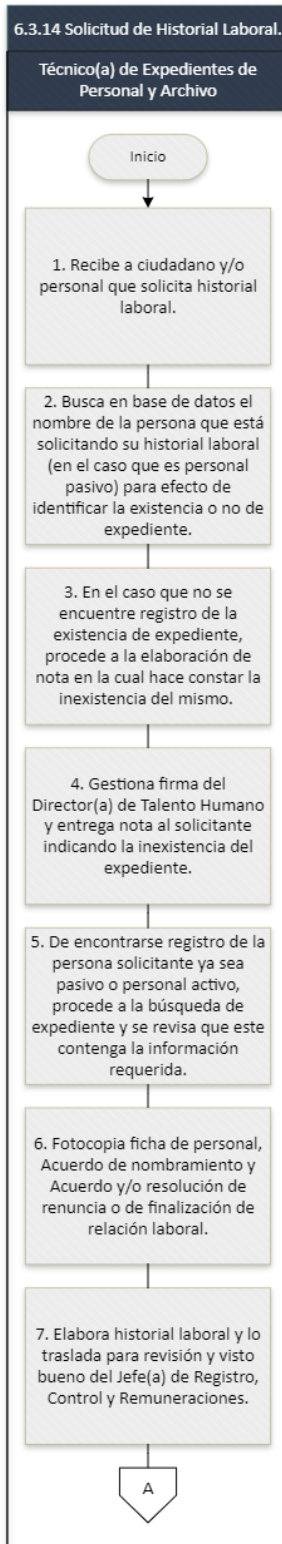 6.3.14 Solicitud de Historial Laboral.
Técnico(a) de Expedientes de
Personal y Archivo
Inicio
1. Recibe a ciudadano y/o
personal que solicita historial
laboral.
2. Busca en base de datos el
nombre de la persona que está
solicitando su historial laboral
(en el caso que es personal
pasivo) para efecto de
identificar la existencia o no de
expediente.
3. En el caso que no se
encuentre registro de la
existencia de expediente,
procede a la elaboración de
nota en la cual hace constar la
inexistencia del mismo.
4. Gestiona firma del
Director(a) de Talento Humano
y entrega nota al solicitante
indicando la inexistencia del
expediente.
5. De encontrarse registro de la
persona solicitante ya sea
pasivo o personal activo,
procede a la búsqueda de
expediente y se revisa que este
contenga la información
requerida.
6. Fotocopia ficha de personal,
Acuerdo de nombramiento y
Acuerdo y/o resolución de
renuncia o de finalización de
relación laboral.
7. Elabora historial laboral y lo
traslada para revisión y visto
bueno del Jefe(a) de Registro,
Control y Remuneraciones.
A